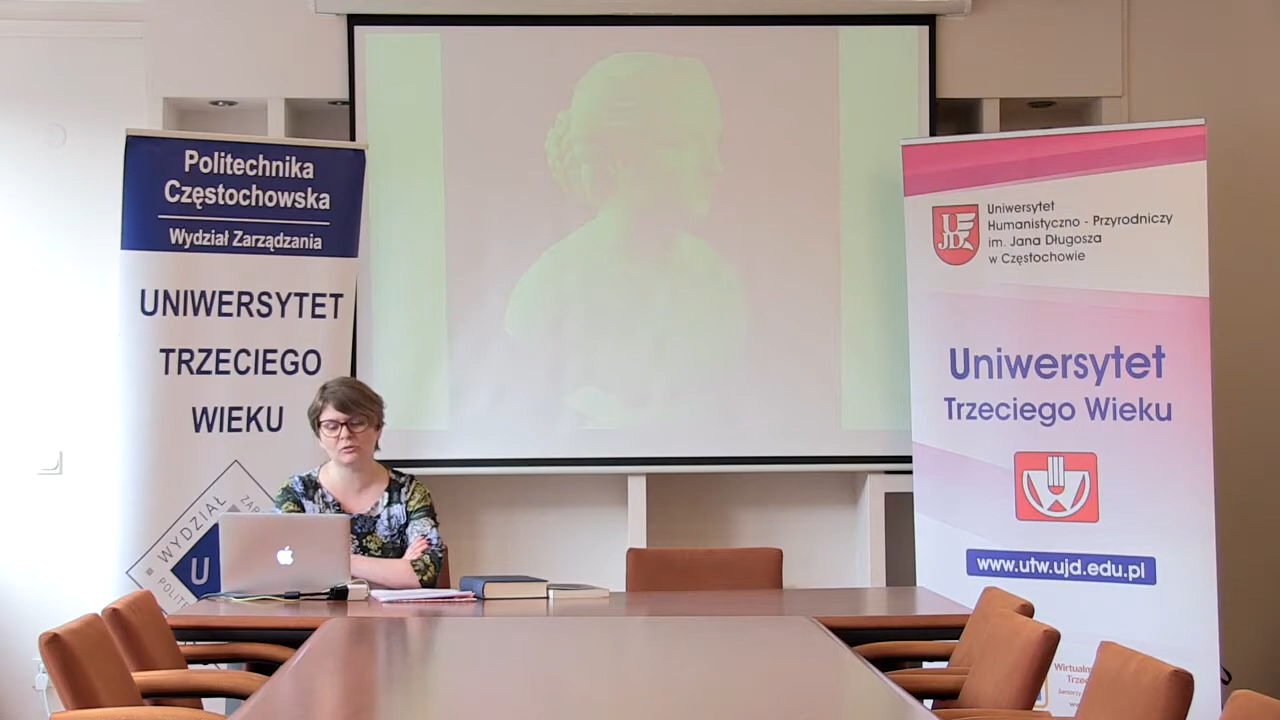 Politechnika
Częstochowska
Wydział Zarządzania
UNIWERSYTET
TRZECIEGO
WIEKU
WYDZIAŁ
U
Uniwersytet
Humanistyczno - Przyrodniczy
im. Jana Długosza
w Częstochowie
UJD
Uniwersytet
Trzeciego Wieku
www.utw.ujd.edu.pl